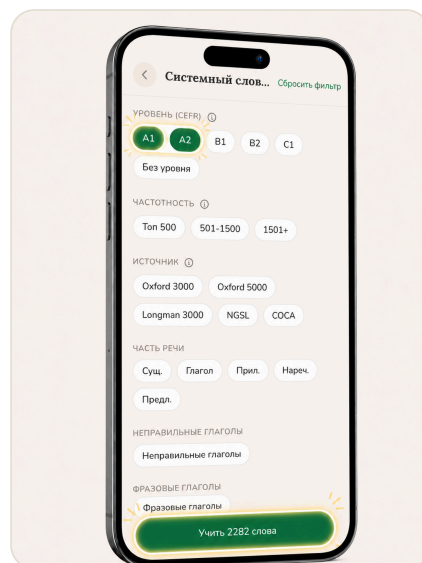 Системный слов... Сбросить фильтр
УРОВЕНЬ (CEFR)
A1 A2 B1 B2 C1
Без уровня
ЧАСТОТНОСТЬ
Топ 500 501-1500 1501+
ИСТОЧНИК
Oxford 3000 Oxford 5000
Longman 3000 NGSL COCA
ЧАСТЬ РЕЧИ
Сущ. Глагол Прил. Нареч.
Предл.
НЕПРАВИЛЬНЫЕ ГЛАГОЛЫ
Неправильные глаголы
ФРАЗОВЫЕ ГЛАГОЛЫ
Фразовые глаголы
Учить 2282 слова